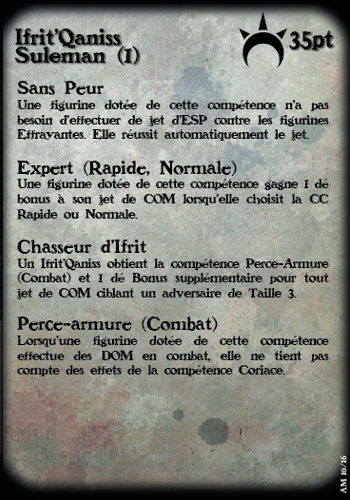 Ifrit'Qaniss
Suleman (1)
35pt
Sans Peur
Une figurine dotée de cette compétence n'a pas
besoin d'effectuer de jet d'ESP contre les figurines
Effrayantes. Elle réussit automatiquement le jet.
Expert (Rapide, Normale)
Une figurine dotée de cette compétence gagne 1 dé
bonus à son jet de COM lorsqu'elle choisit la CC
Rapide ou Normale.
Chasseur d'Ifrit
Un Ifrit'Qaniss obtient la compétence Perce-Armure
(Combat) et 1 dé Bonus supplémentaire pour tout
jet de COM ciblant un adversaire de Taille 3.
Perce-armure (Combat)
Lorsqu'une figurine dotée de cette compétence
effectue des DOM en combat, elle ne tient pas
compte des effets de la compétence Coriace.
AM 10/16